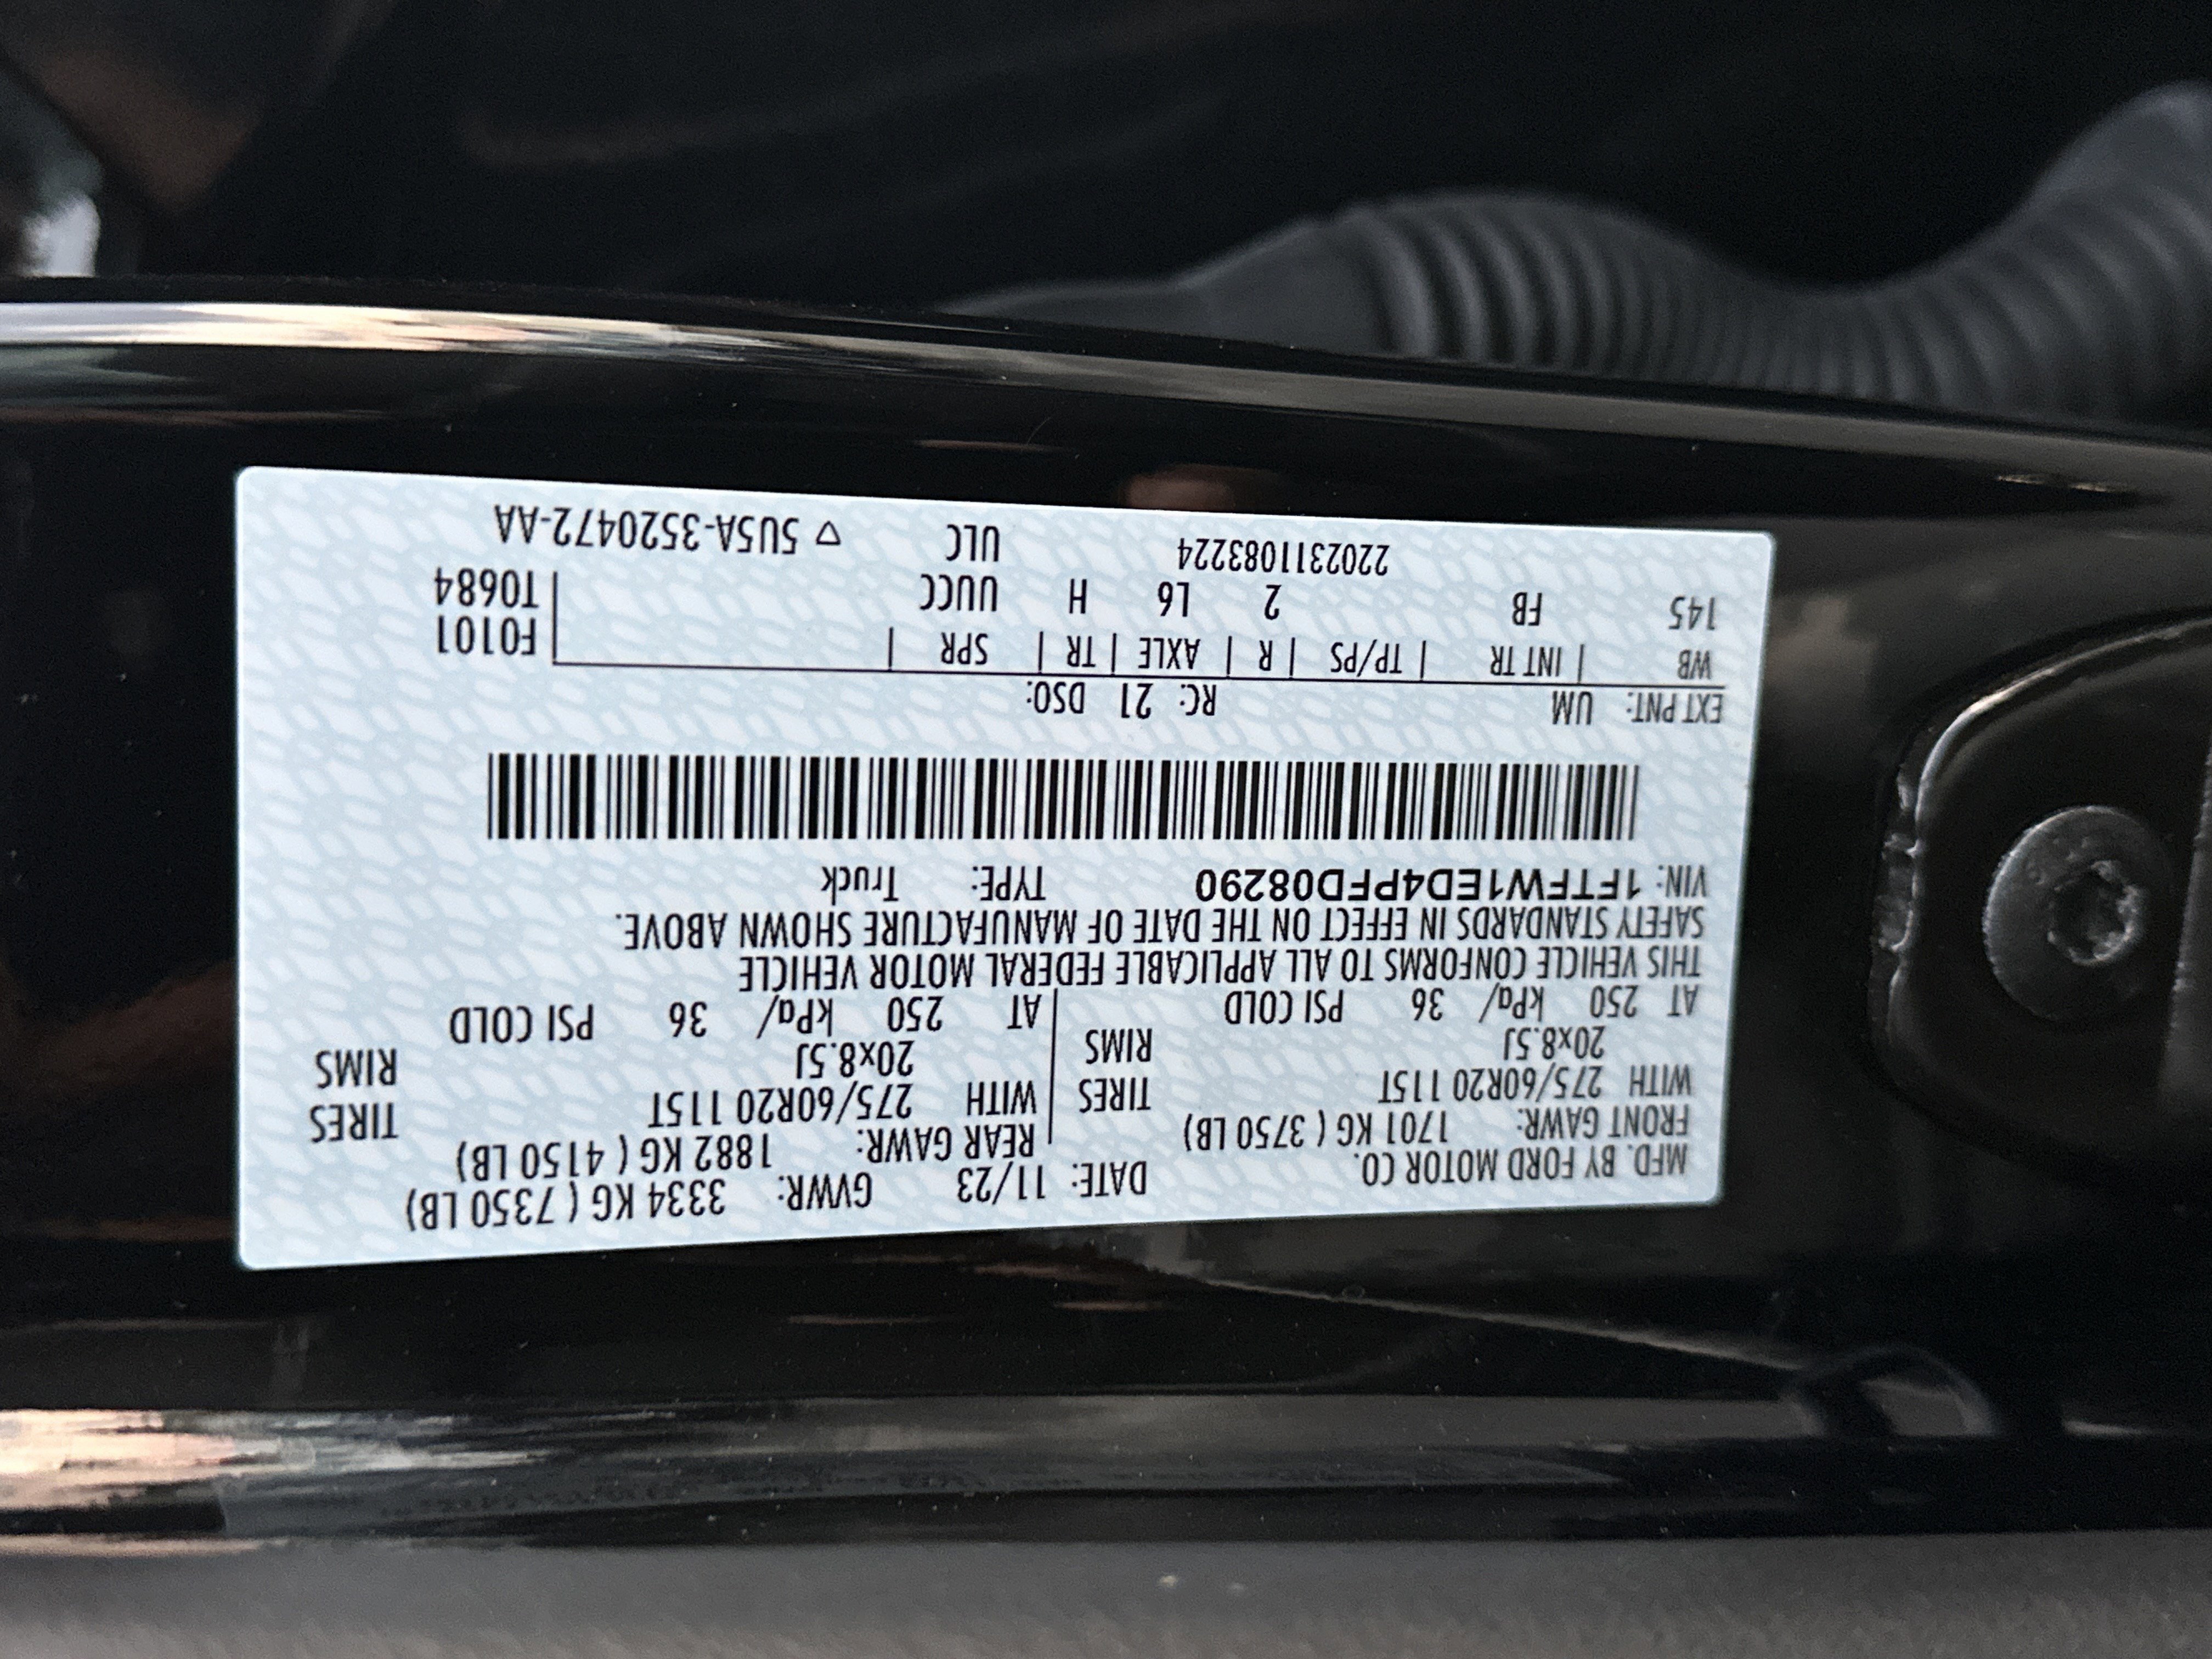 MFD. BY FORD MOTOR CO. DATE: 11/23 GVWR: 3334 KG ( 7350 LB)
FRONT GAWR: 1701 KG ( 3750 LB) REAR GAWR: 1882 KG ( 4150 LB)
WITH 275/60R20 115T TIRES WITH 275/60R20 115T TIRES
20x8.5J RIMS 20x8.5J RIMS
AT 250 kPa/ 36 PSI COLD AT 250 kPa/ 36 PSI COLD
THIS VEHICLE CONFORMS TO ALL APPLICABLE FEDERAL MOTOR VEHICLE
SAFETY STANDARDS IN EFFECT ON THE DATE OF MANUFACTURE SHOWN ABOVE.
VIN: 1FTFW1ED4PFD08290 TYPE: Truck
EXT PNT: UM RC: 21 DSO:
WB | INT TR | TP/PS | R | AXLE | TR | SPR | F0101
145 FB 2 L6 H UUCC T0684
2202311083224 ULC ▽ 5U5A-3520472-AA